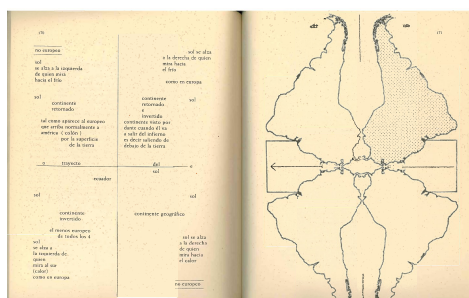 no europeo
sol
se alza a la izquierda
de quien mira
hacia el frío
sol
continente
retornado
tal como aparece al europeo
que arriba normalmente a
américa ( colón )
por la superficie
de la tierra
sol se alza
a la derecha de quien
mira hacia
el frío
como en europa
continente
retornado
e
invertido
sol
continente visto por
dante cuando él va
a salir del infierno
es decir saliendo de
debajo de la tierra
o
trayecto
del
e
sol
ecuador
sol
continente
invertido
el menos europeo
de todos los 4
sol
se alza a
la izquierda de
quien
mira al sur
(calor)
como en europa
sol
continente geográfico
sol se alza
a la derecha
de quien
mira hacia
el calor
no europeo